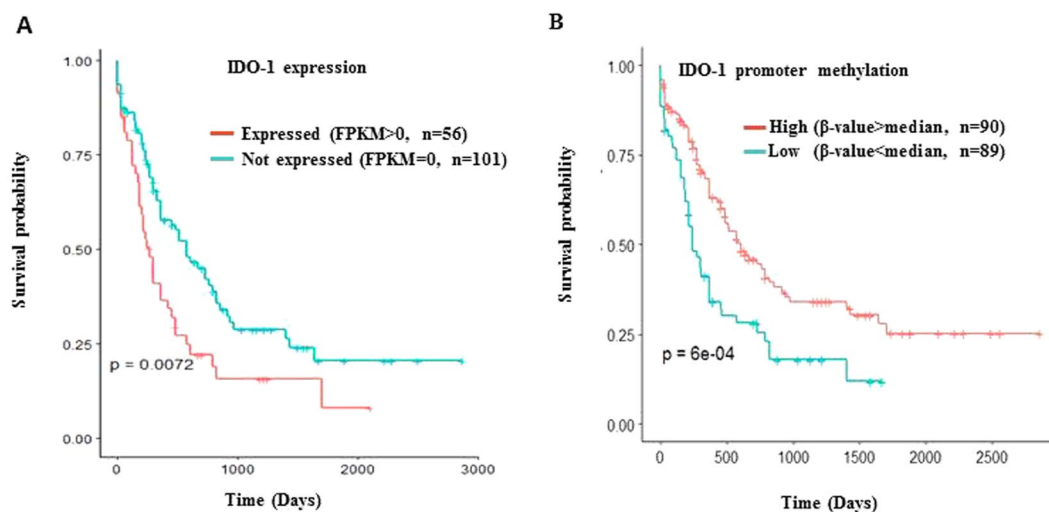 A
IDO-1 expression
Expressed (FPKM>0, n=56)
Not expressed (FPKM=0, n=101)
Survival probability
1.00
0.75
0.50
0.25
0.00
p = 0.0072
0
1000
2000
3000
Time (Days)
B
IDO-1 promoter methylation
High (β-value>median, n=90)
Low (β-value<median, n=89)
Survival probability
1.00
0.75
0.50
0.25
0.00
p = 6e-04
0
500
1000
1500
2000
2500
Time (Days)